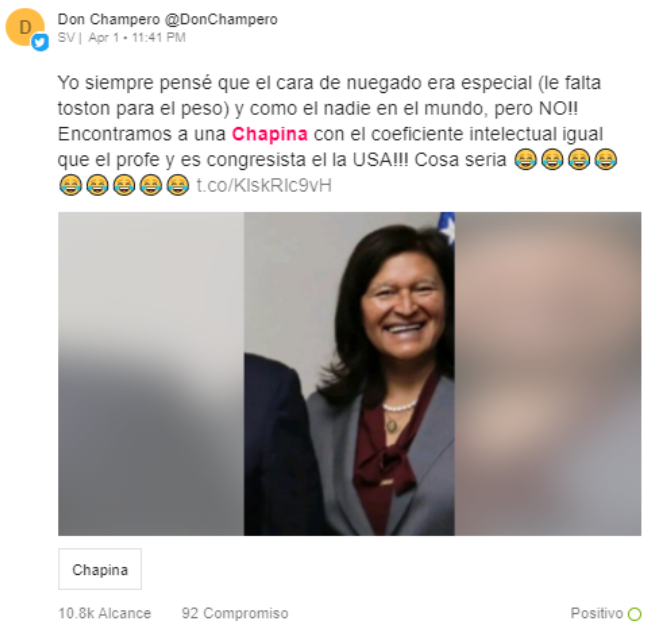 D
Don Champero @DonChampero
SV | Apr 1 • 11:41 PM
Yo siempre pensé que el cara de nuegado era especial (le falta
toston para el peso) y como el nadie en el mundo, pero NO!!
Encontramos a una Chapina con el coeficiente intelectual igual
que el profe y es congresista el la USA!!! Cosa seria 😂😂😂😂
😂😂😂😂😂 t.co/KlskRlc9vH
Chapina
10.8k Alcance 92 Compromiso Positivo